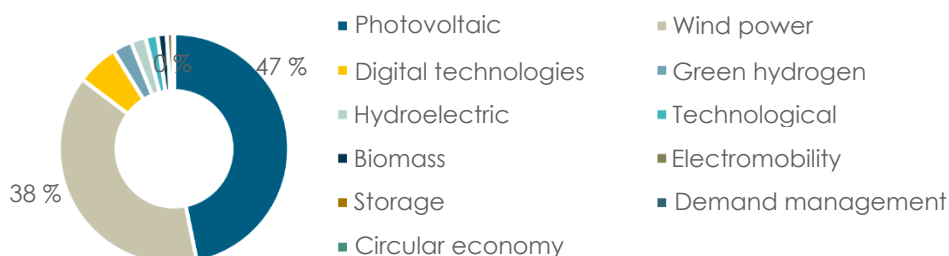 0 %
47 %
38 %
Photovoltaic
Wind power
Digital technologies
Green hydrogen
Hydroelectric
Technological
Biomass
Electromobility
Storage
Demand management
Circular economy